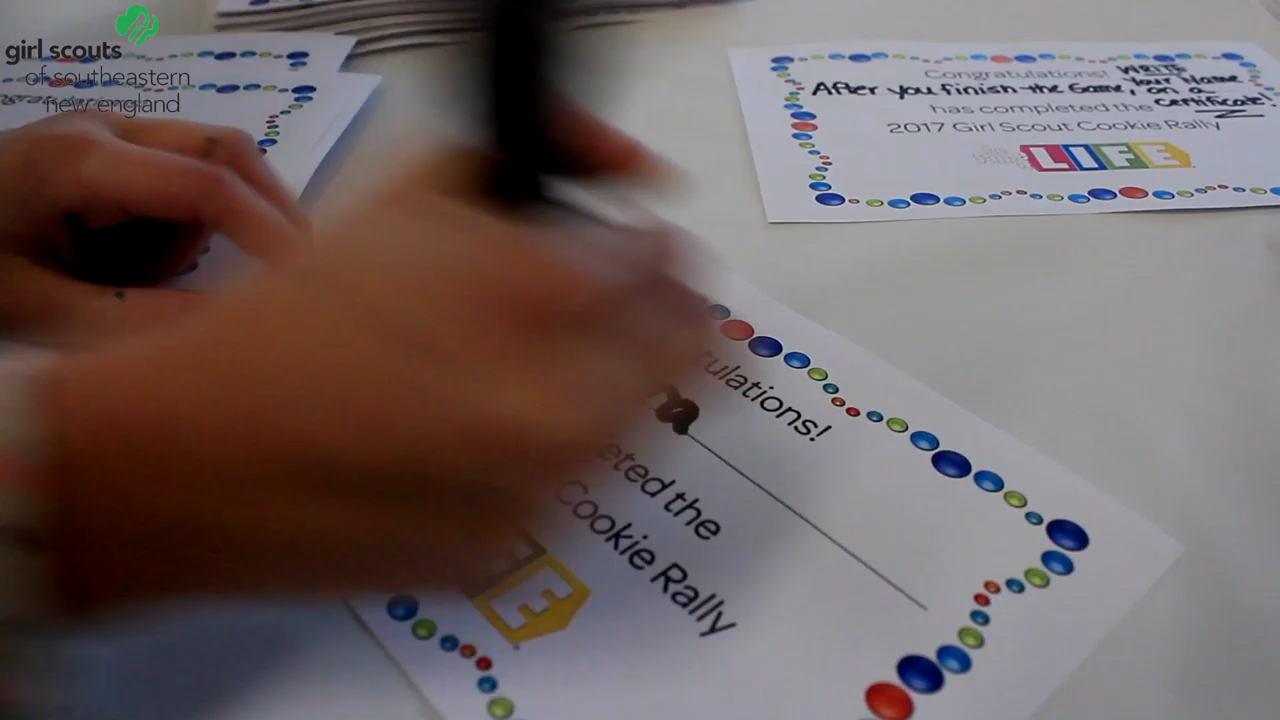 girl scouts
of southeastern
new england
Congratulations! WRITE
After you finish the Game, Your Name on a
has completed the certificate!
2017 Girl Scout Cookie Rally
LIFE
tulations!
a
eted the
Cookie Rally
E